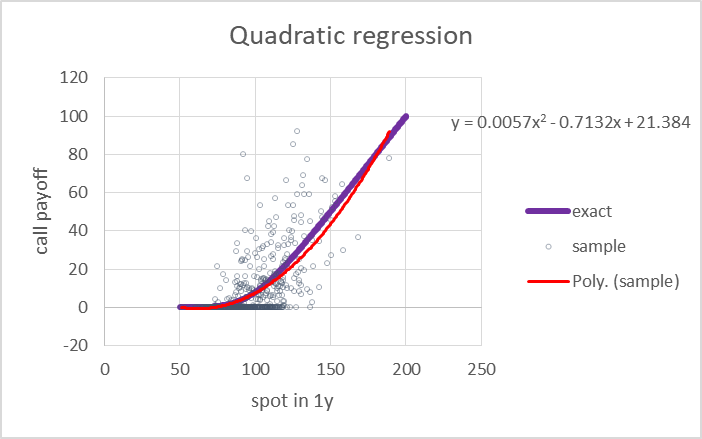 Quadratic regression
120
100
80
60
40
20
0
-20
0 50 100 150 200 250
call payoff
spot in 1y
y = 0.0057x² - 0.7132x + 21.384
exact
sample
Poly. (sample)